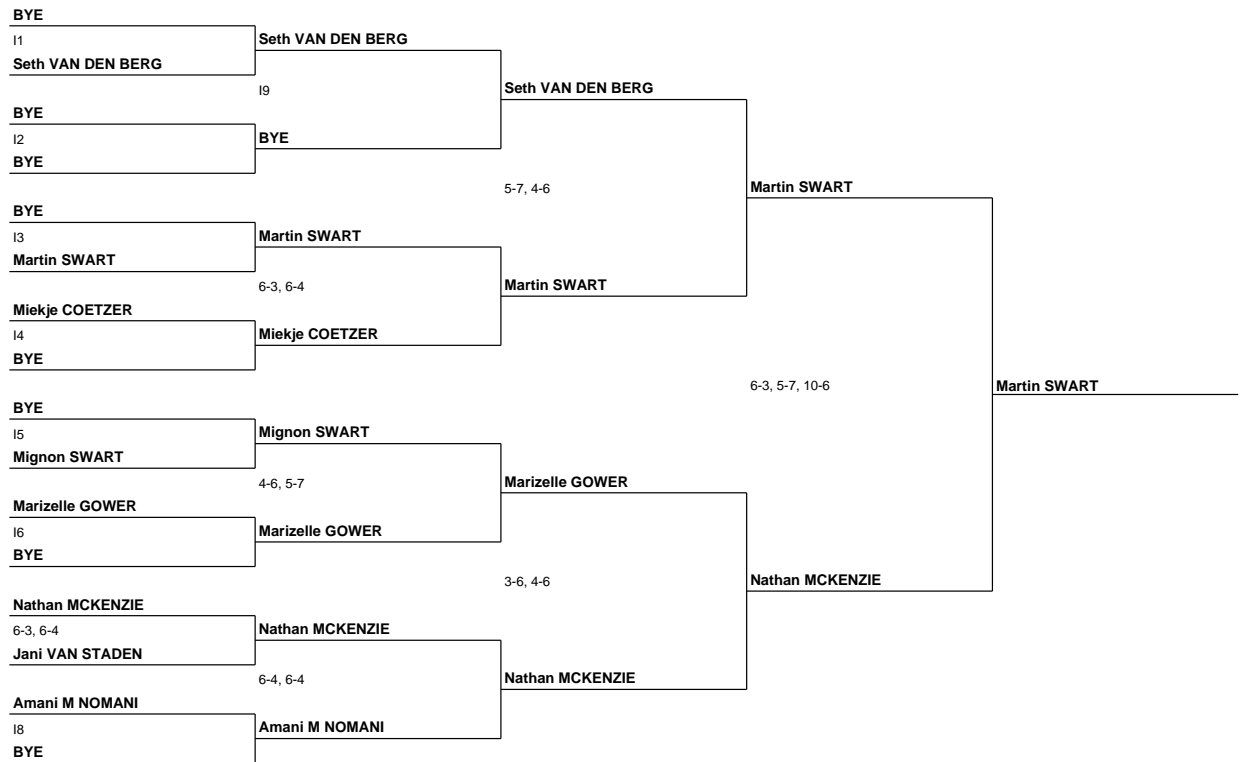 BYE
I1
Seth VAN DEN BERG
Seth VAN DEN BERG
I9
Seth VAN DEN BERG
BYE
I2
BYE
BYE
5-7, 4-6
Martin SWART
BYE
I3
Martin SWART
Martin SWART
6-3, 6-4
Martin SWART
Miekje COETZER
I4
Miekje COETZER
BYE
6-3, 5-7, 10-6
Martin SWART
BYE
I5
Mignon SWART
Mignon SWART
4-6, 5-7
Marizelle GOWER
Marizelle GOWER
I6
Marizelle GOWER
BYE
3-6, 4-6
Nathan MCKENZIE
Nathan MCKENZIE
6-3, 6-4
Nathan MCKENZIE
Jani VAN STADEN
6-4, 6-4
Nathan MCKENZIE
Amani M NOMANI
I8
Amani M NOMANI
BYE